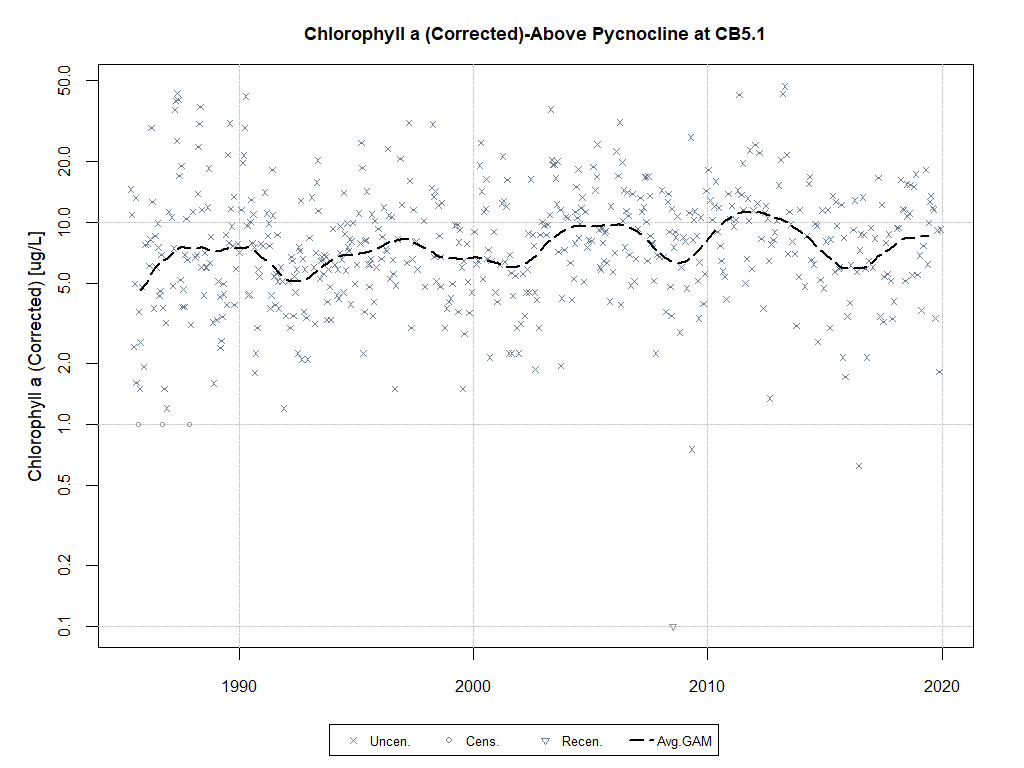 Chlorophyll a (Corrected)-Above Pycnocline at CB5.1
Chlorophyll a (Corrected) [ug/L]
50.0
20.0
10.0
5.0
2.0
1.0
0.5
0.2
0.1
1990 2000 2010 2020
Uncen. Cens. Recen. Avg.GAM